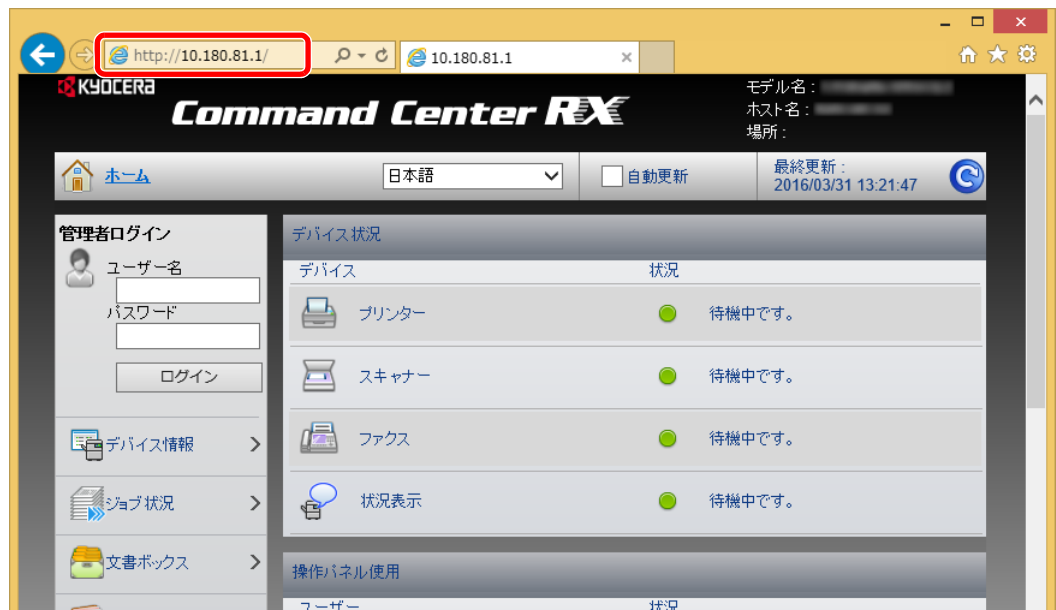 http://10.180.81.1/
10.180.81.1
KYOCERA
Command Center RX
モデル名：
ホスト名：
場所：
ホーム
日本語
自動更新
最終更新：
2016/03/31 13:21:47
管理者ログイン
ユーザー名
パスワード
ログイン
デバイス情報
ジョブ状況
文書ボックス
デバイス状況
デバイス 状況
プリンター 待機中です。
スキャナー 待機中です。
ファクス 待機中です。
状況表示 待機中です。
操作パネル使用
ユーザー 状況